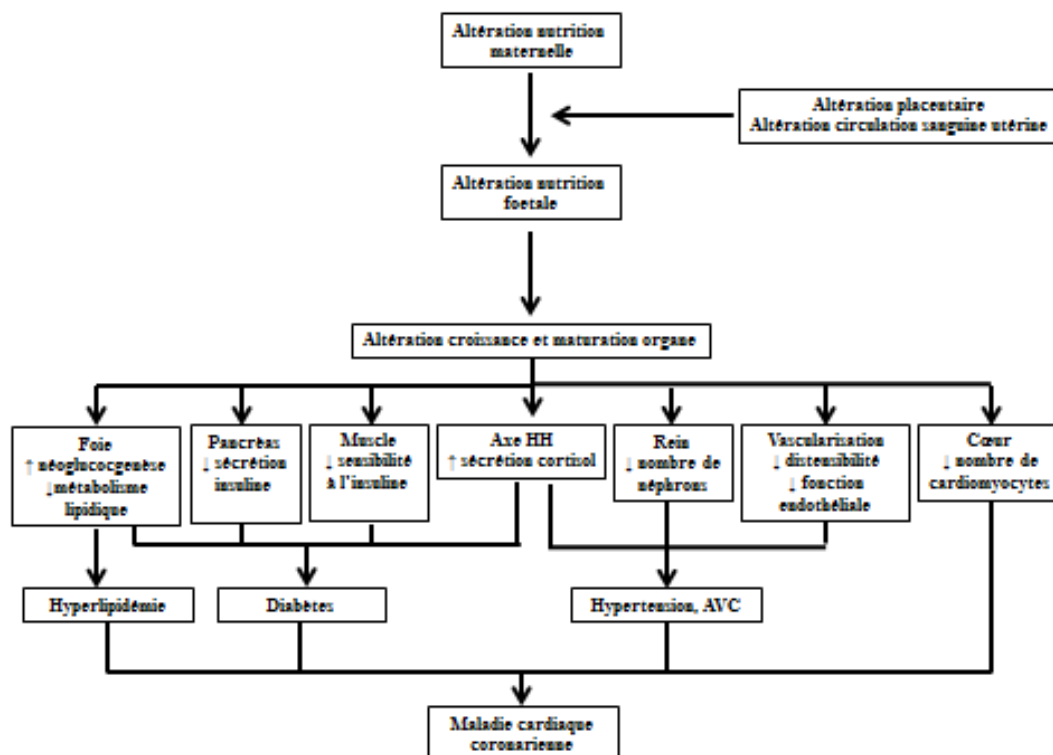 Altération nutrition
maternelle
Altération placentaire
Altération circulation sanguine utérine
Altération nutrition
foetale
Altération croissance et maturation organe
Foie
↑ néoglucocgenèse
↓métabolisme
lipidique
Pancréas
↓ sécrétion
insuline
Muscle
↓ sensibilité
à l'insuline
Axe HH
↑ sécrétion cortisol
Rein
↓ nombre de
néphrons
Vascularisation
↓ distensibilité
↓ fonction
endothéliale
Cœur
↓ nombre de
cardiomyocytes
Hyperlipidémie
Diabètes
Hypertension, AVC
Maladie cardiaque
coronarienne